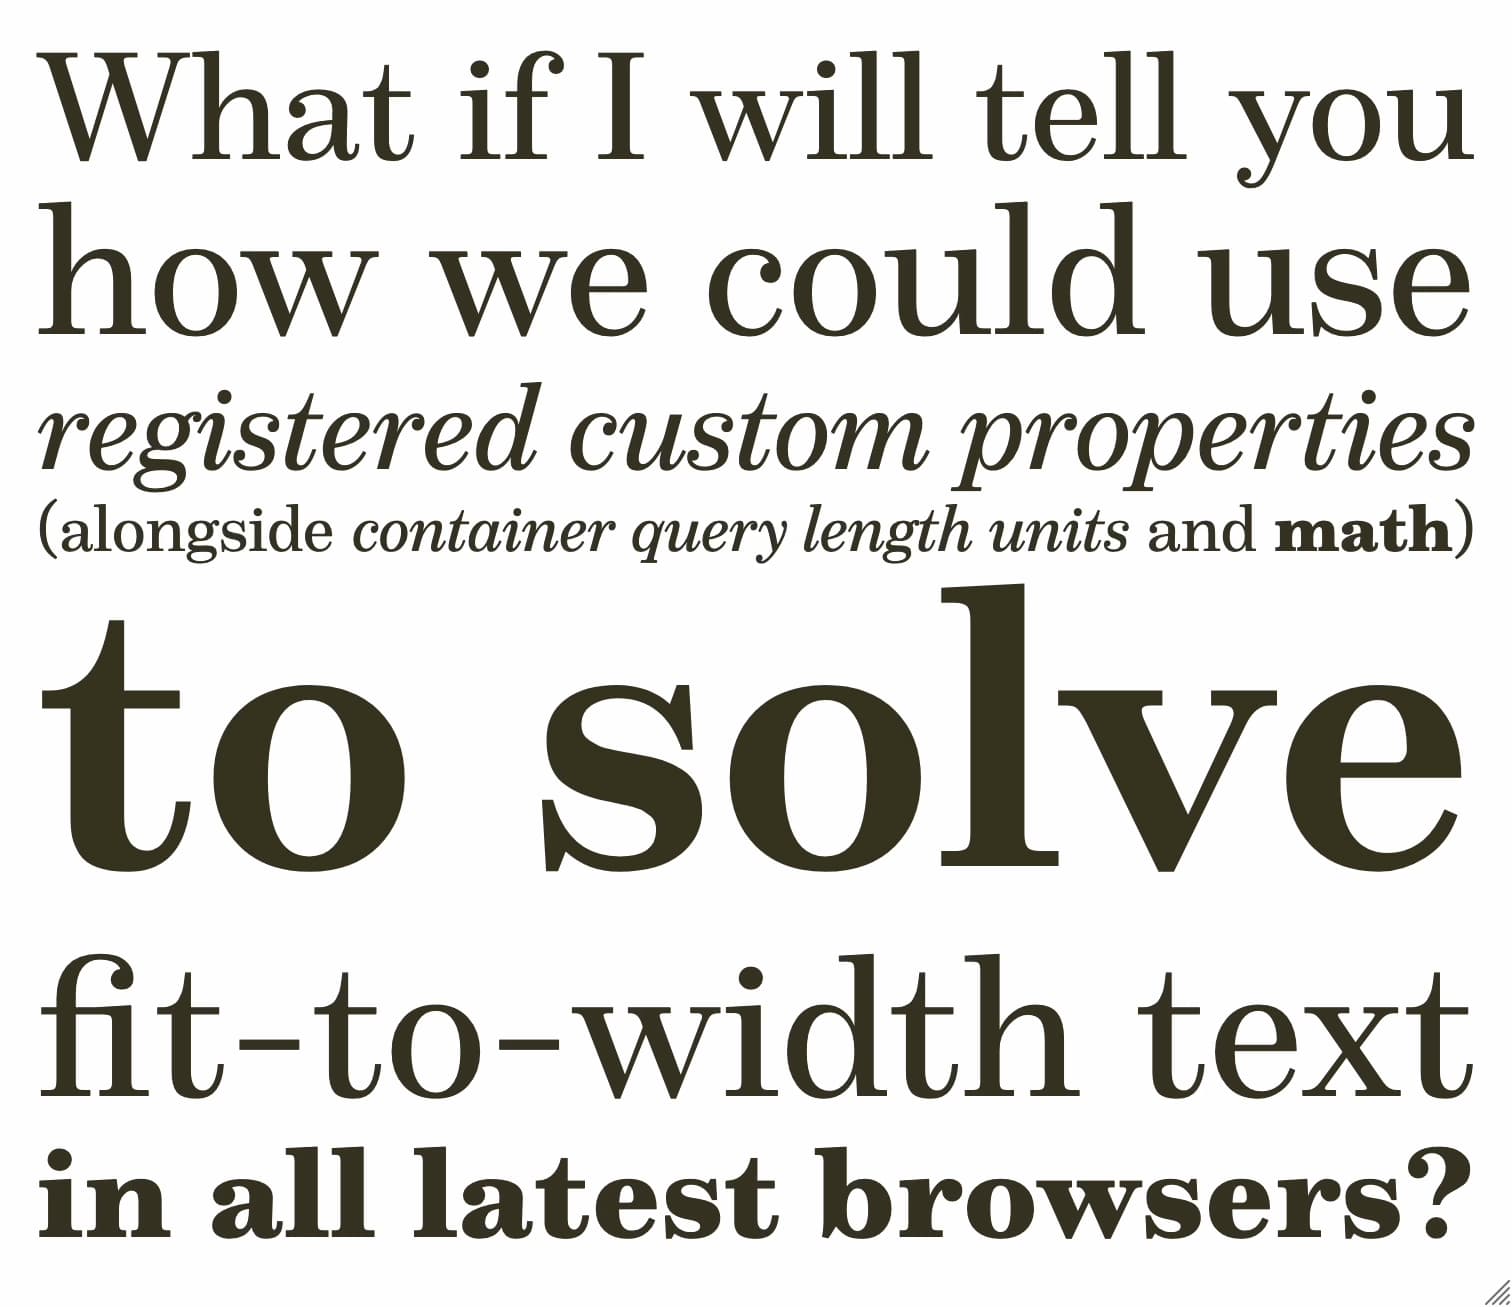 What if I will tell you
how we could use
registered custom properties
(alongside container query length units and math)
to solve
fit-to-width text
in all latest browsers?